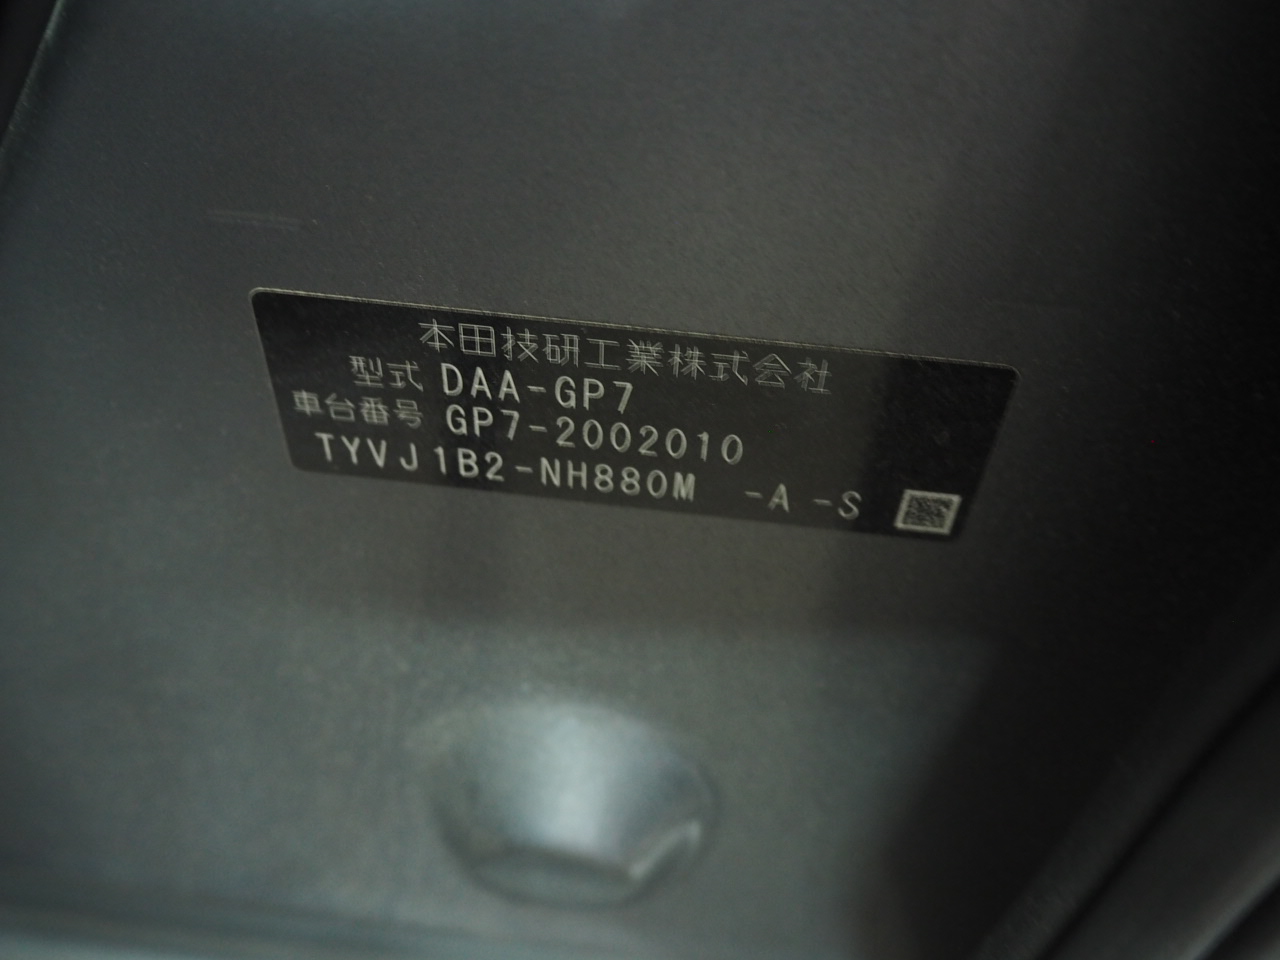 本田技研工業株式会社
型式 DAA-GP7
車台番号 GP7-2002010
TYVJ1B2-NH880M -A -S